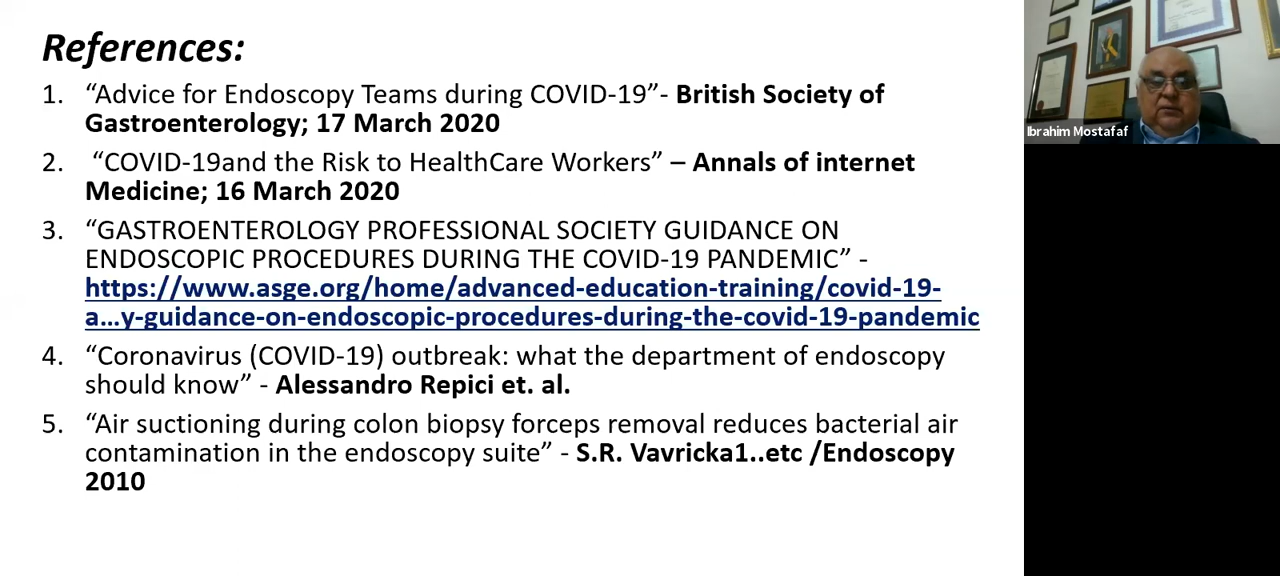 References:
1. “Advice for Endoscopy Teams during COVID-19”- British Society of
Gastroenterology; 17 March 2020
2. “COVID-19and the Risk to HealthCare Workers” – Annals of internet
Medicine; 16 March 2020
3. “GASTROENTEROLOGY PROFESSIONAL SOCIETY GUIDANCE ON
ENDOSCOPIC PROCEDURES DURING THE COVID-19 PANDEMIC” -
https://www.asge.org/home/advanced-education-training/covid-19-
a...y-guidance-on-endoscopic-procedures-during-the-covid-19-pandemic
4. “Coronavirus (COVID-19) outbreak: what the department of endoscopy
should know” - Alessandro Repici et. al.
5. “Air suctioning during colon biopsy forceps removal reduces bacterial air
contamination in the endoscopy suite” - S.R. Vavricka1..etc /Endoscopy
2010
Ibrahim Mostafaf